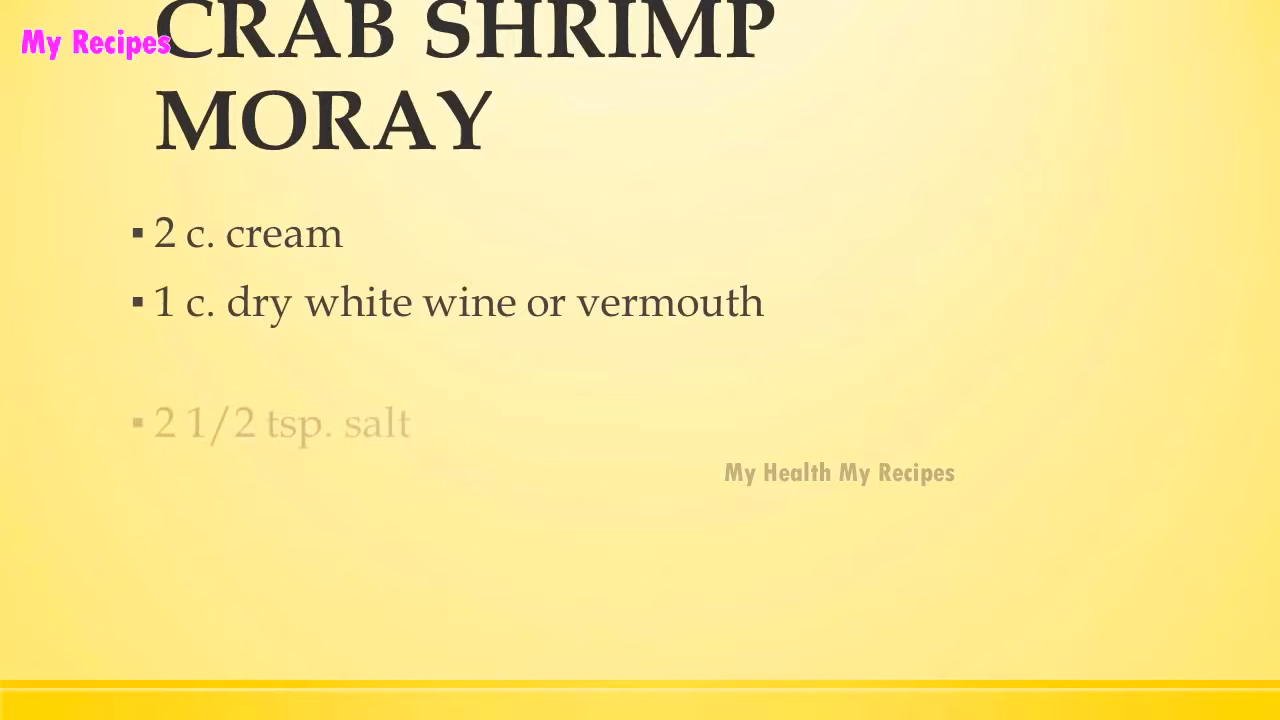 My Recipes
CRAB SHRIMP
MORAY
▪ 2 c. cream
▪ 1 c. dry white wine or vermouth
▪ 2 1/2 tsp. salt
My Health My Recipes